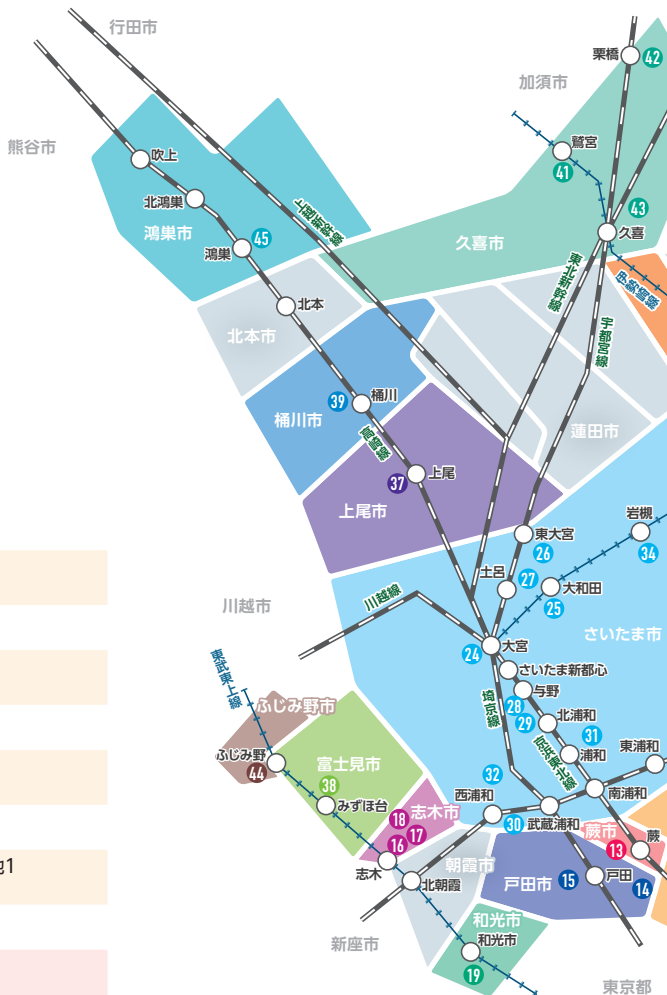 行田市
栗橋
42
加須市
熊谷市
鷲宮
41
吹上
北鴻巣
鴻巣市
鴻巣
45
上越新幹線
久喜市
43
久喜
東北新幹線
伊勢崎線
北本
北本市
宇都宮線
39
桶川
桶川市
高崎線
蓮田市
37
上尾
上尾市
岩槻
34
東大宮
26
土呂
27
大和田
25
川越市
川越線
さいたま市
24
大宮
東武東上線
さいたま新都心
与野
ふじみ野市
埼京線
28
29
北浦和
31
京浜東北線
浦和
東浦和
ふじみ野
44
富士見市
38
みずほ台
32
西浦和
南浦和
志木市
18
17
16
30
武蔵浦和
蕨市
13
蕨
志木
朝霞市
北朝霞
戸田市
15
戸田
14
地1
和光市
新座市
和光市
19
東京都